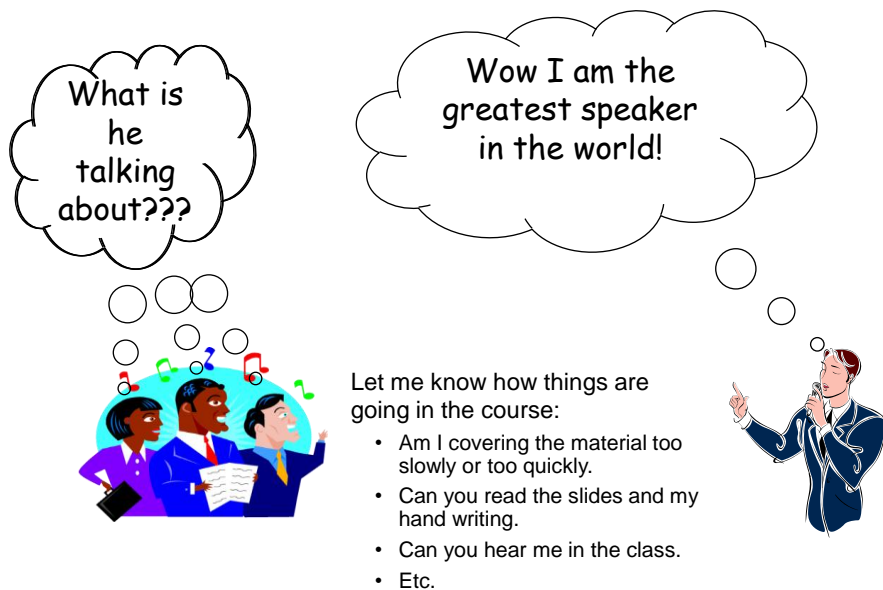 What is
he
talking
about???
Wow I am the
greatest speaker
in the world!
Let me know how things are
going in the course:
• Am I covering the material too
slowly or too quickly.
• Can you read the slides and my
hand writing.
• Can you hear me in the class.
• Etc.